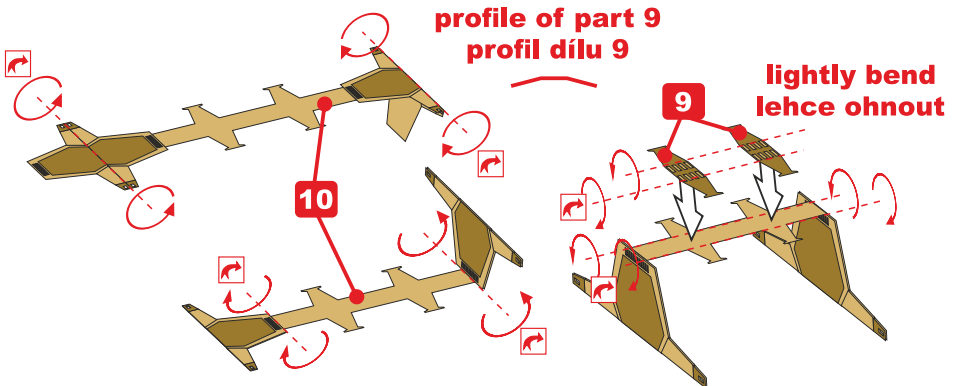 profile of part 9
profil dílu 9
lightly bend
lehce ohnout
9
10